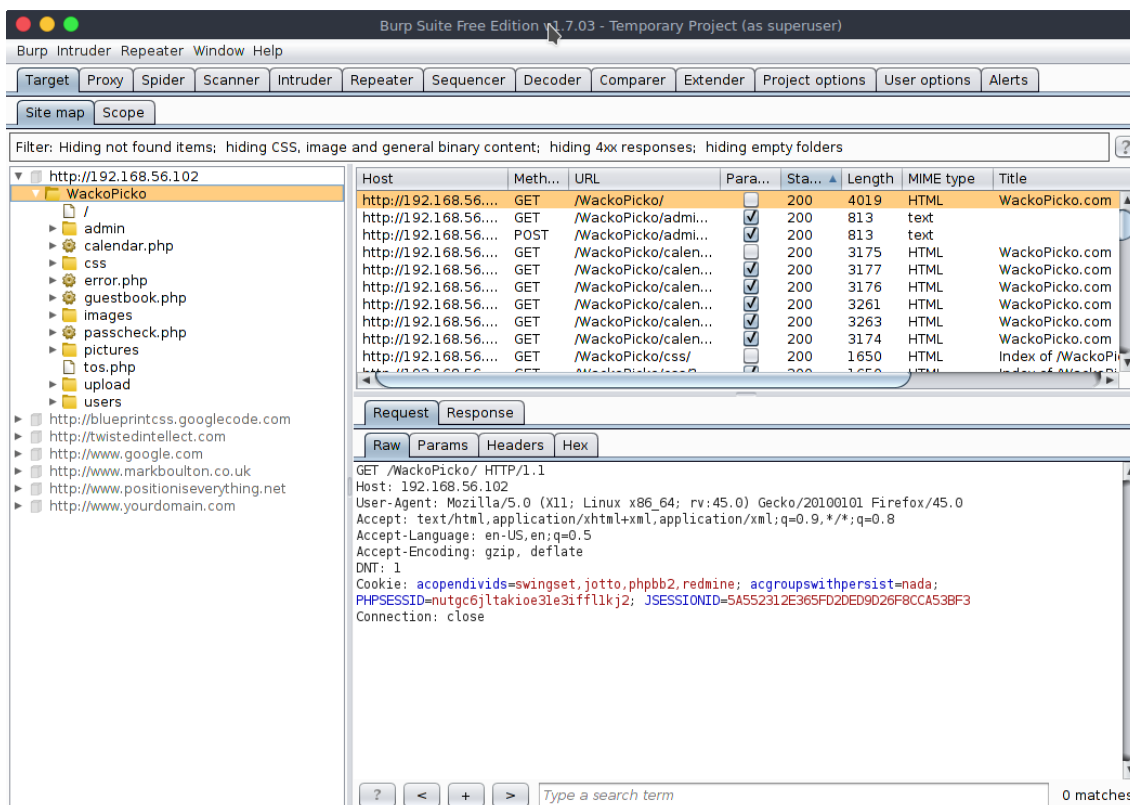 Burp Suite Free Edition v1.7.03 - Temporary Project (as superuser)
Burp Intruder Repeater Window Help
Target Proxy Spider Scanner Intruder Repeater Sequencer Decoder Comparer Extender Project options User options Alerts
Site map Scope
Filter: Hiding not found items; hiding CSS, image and general binary content; hiding 4xx responses; hiding empty folders
?
http://192.168.56.102
WackoPicko
/
admin
calendar.php
css
error.php
guestbook.php
images
passcheck.php
pictures
tos.php
upload
users
http://blueprintcss.googlecode.com
http://twistedintellect.com
http://www.google.com
http://www.markboulton.co.uk
http://www.positioniseverything.net
http://www.yourdomain.com
Host Meth... URL Para... Sta... Length MIME type Title
http://192.168.56.... GET /WackoPicko/ 200 4019 HTML WackoPicko.com
http://192.168.56.... GET /WackoPicko/admi... 200 813 text
http://192.168.56.... POST /WackoPicko/admi... 200 813 text
http://192.168.56.... GET /WackoPicko/calen... 200 3175 HTML WackoPicko.com
http://192.168.56.... GET /WackoPicko/calen... 200 3177 HTML WackoPicko.com
http://192.168.56.... GET /WackoPicko/calen... 200 3176 HTML WackoPicko.com
http://192.168.56.... GET /WackoPicko/calen... 200 3261 HTML WackoPicko.com
http://192.168.56.... GET /WackoPicko/calen... 200 3263 HTML WackoPicko.com
http://192.168.56.... GET /WackoPicko/calen... 200 3174 HTML WackoPicko.com
http://192.168.56.... GET /WackoPicko/css/ 200 1650 HTML Index of /WackoPi
Request Response
Raw Params Headers Hex
GET /WackoPicko/ HTTP/1.1
Host: 192.168.56.102
User-Agent: Mozilla/5.0 (X11; Linux x86_64; rv:45.0) Gecko/20100101 Firefox/45.0
Accept: text/html,application/xhtml+xml,application/xml;q=0.9,*/*;q=0.8
Accept-Language: en-US,en;q=0.5
Accept-Encoding: gzip, deflate
DNT: 1
Cookie: acopendivids=swingset,jotto,phpbb2,redmine; acgroupswithpersist=nada;
PHPSESSID=nutgc6jltakioe3le3iffl1kj2; JSESSIONID=5A552312E365FD2DED9D26F8CCA53BF3
Connection: close
? < + > Type a search term 0 matches